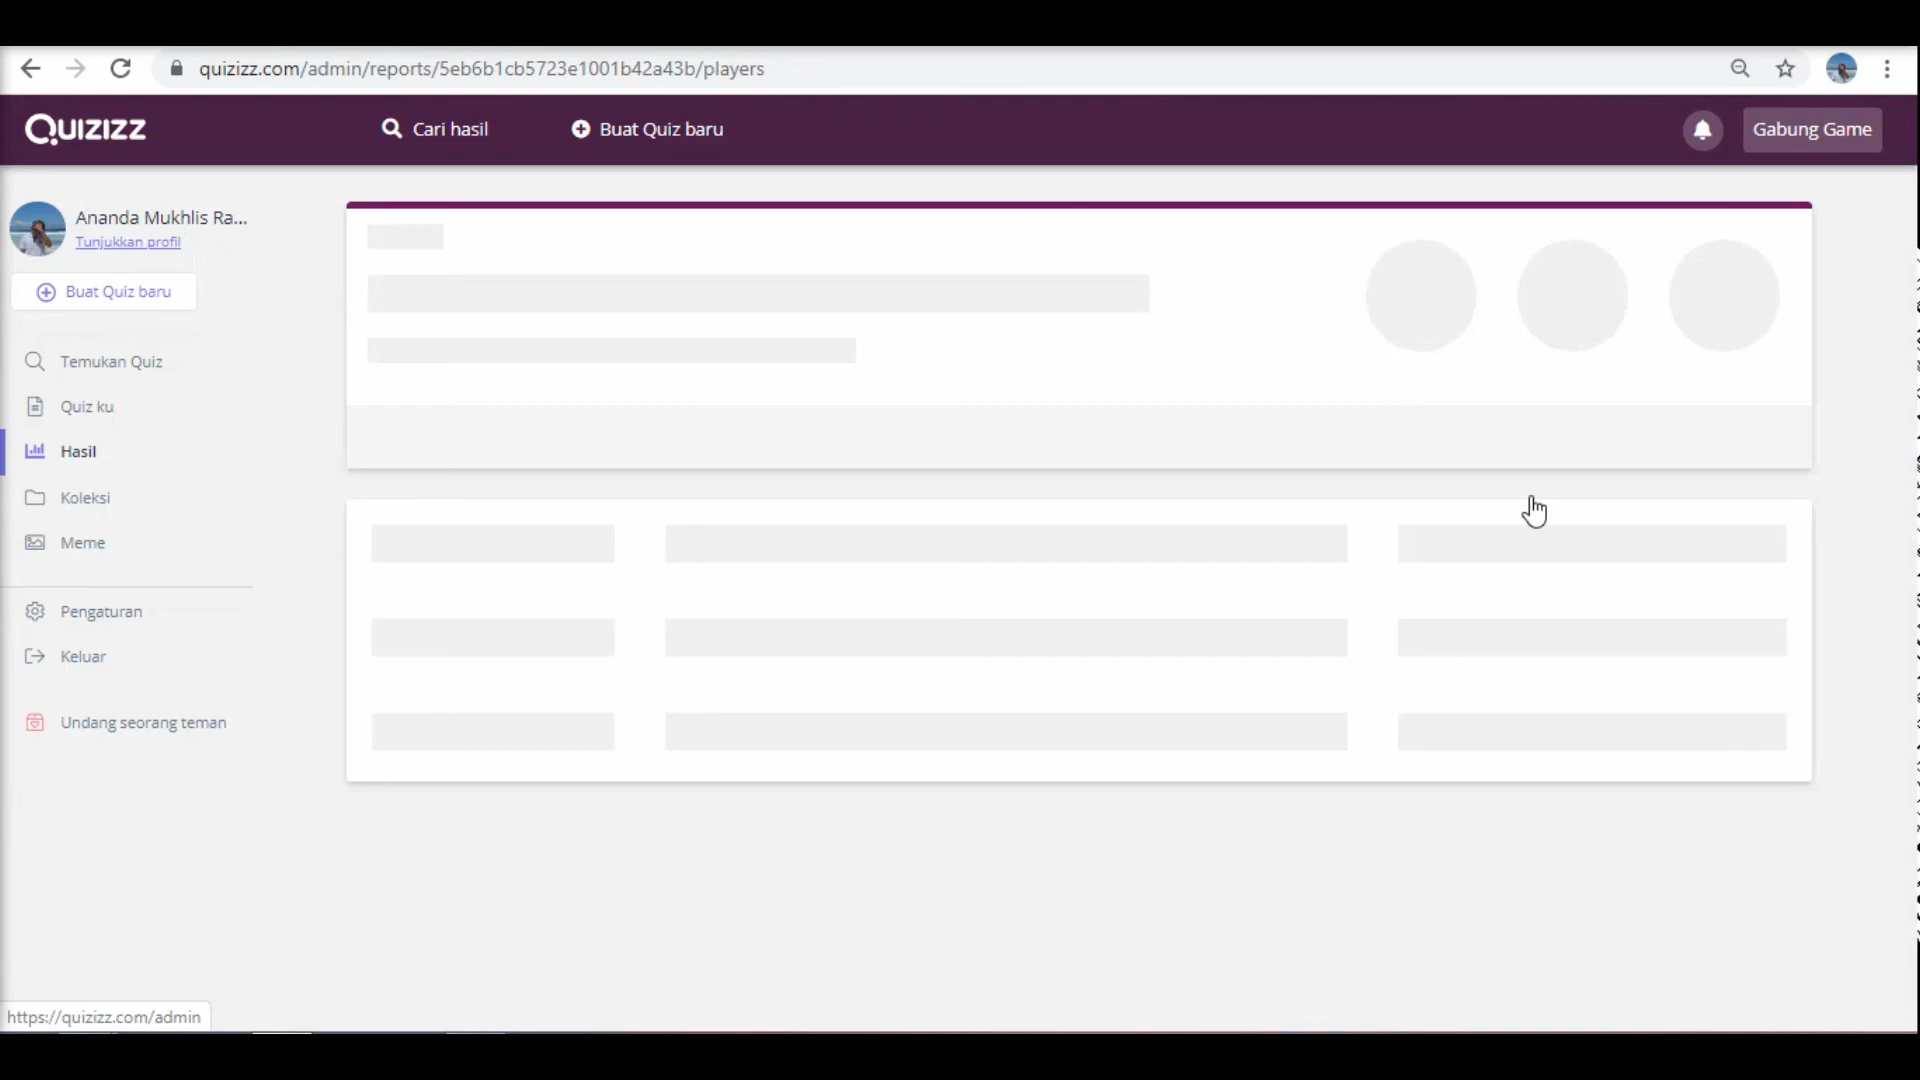 quizizz.com/admin/reports/5eb6b1cb5723e1001b42a43b/players
QUIZIZZ
Cari hasil
Buat Quiz baru
Gabung Game
Ananda Mukhlis Ra...
Tunjukkan profil
Buat Quiz baru
Temukan Quiz
Quiz ku
Hasil
Koleksi
Meme
Pengaturan
Keluar
Undang seorang teman
https://quizizz.com/admin